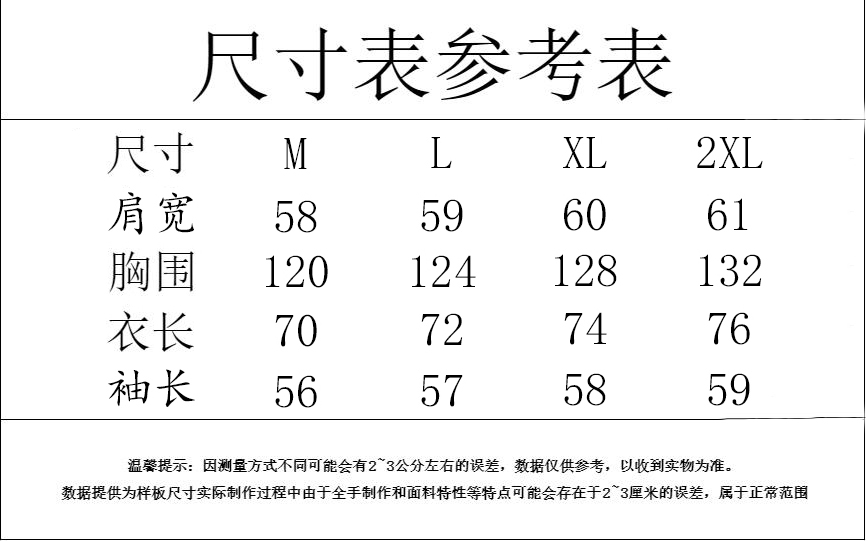 尺寸表参考表
尺寸 M L XL 2XL
肩宽 58 59 60 61
胸围 120 124 128 132
衣长 70 72 74 76
袖长 56 57 58 59
温馨提示：因测量方式不同可能会有2~3公分左右的误差，数据仅供参考，以收到实物为准。
数据提供为样板尺寸实际制作过程中由于全手制作和面料特性等特点可能会存在于2~3厘米的误差，属于正常范围